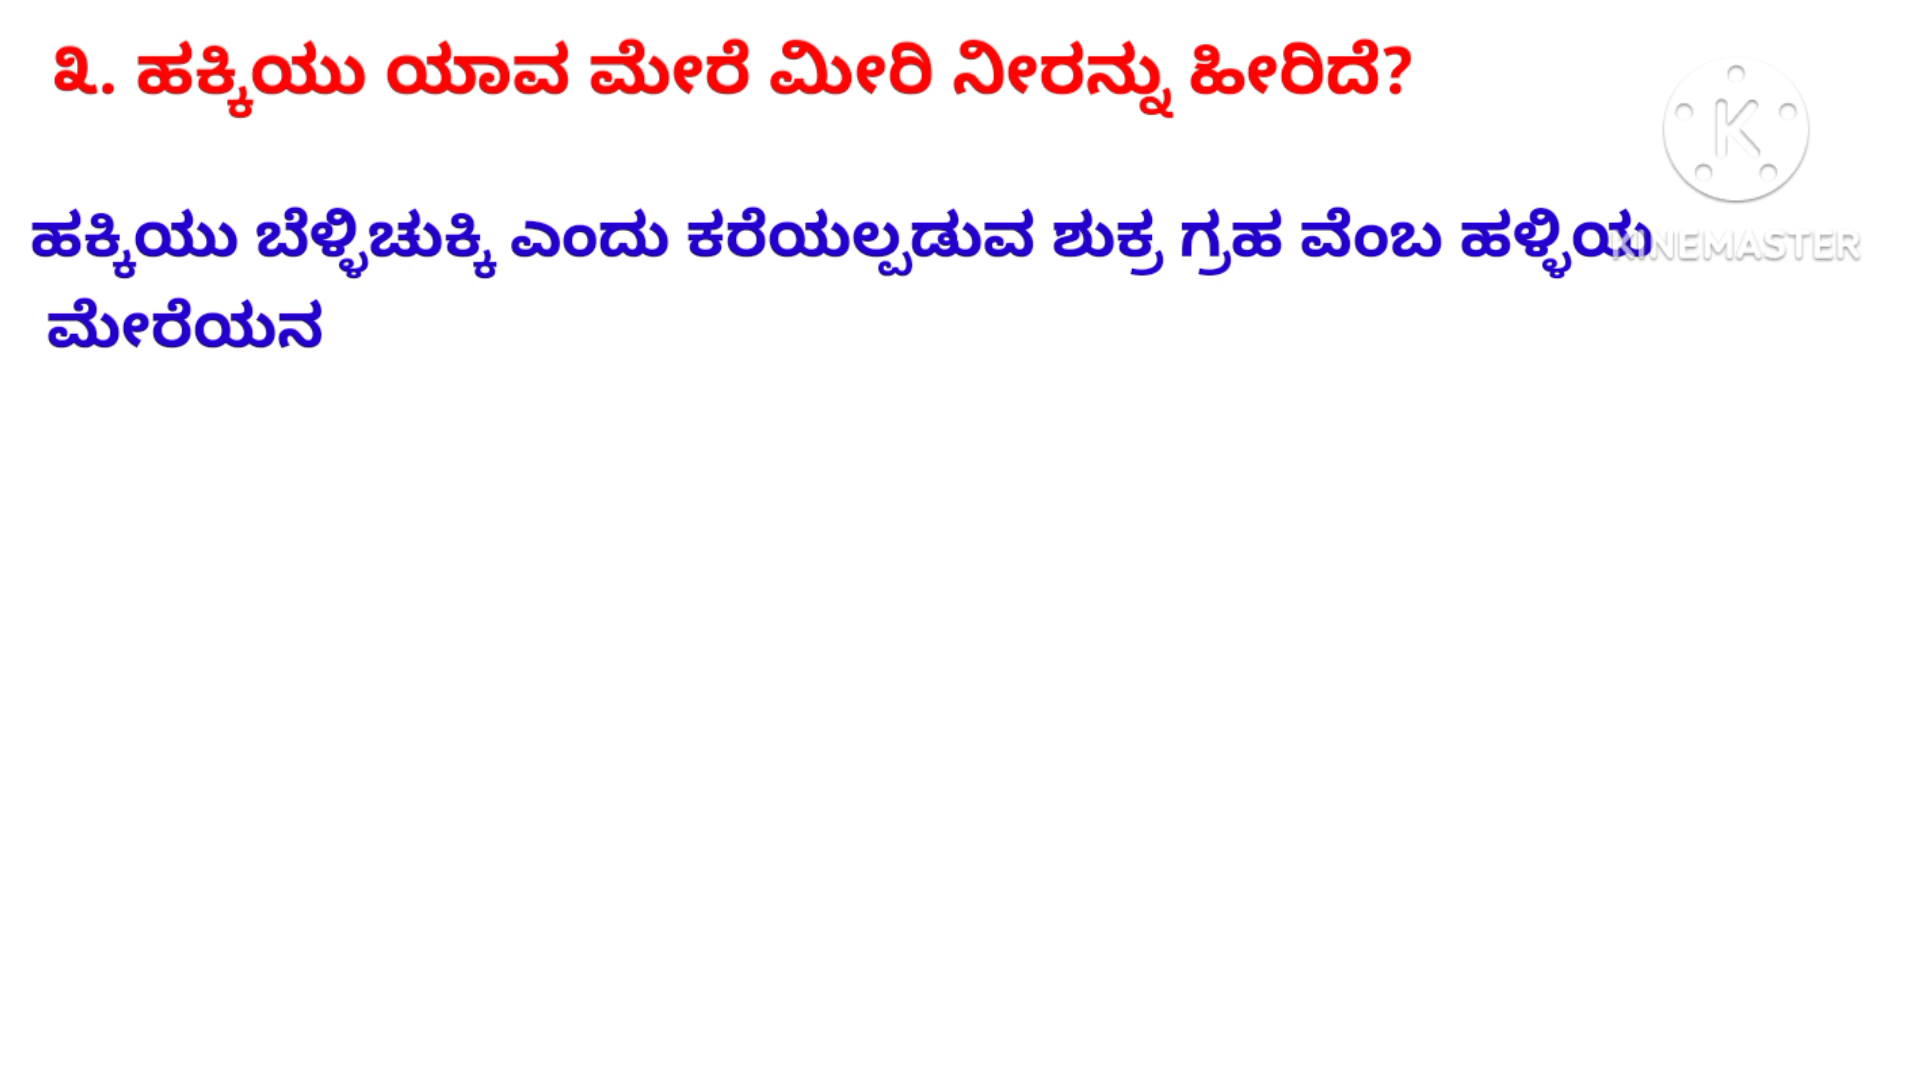 ೩. ಹಕ್ಕಿಯು ಯಾವ ಮೇರೆ ಮೀರಿ ನೀರನ್ನು ಹೀರಿದೆ?
ಹಕ್ಕಿಯು ಬೆಳ್ಳಿಚುಕ್ಕಿ ಎಂದು ಕರೆಯಲ್ಪಡುವ ಶುಕ್ರ ಗ್ರಹ ವೆಂಬ ಹಳ್ಳಿಯ
ಮೇರೆಯನ
K
KINEMASTER